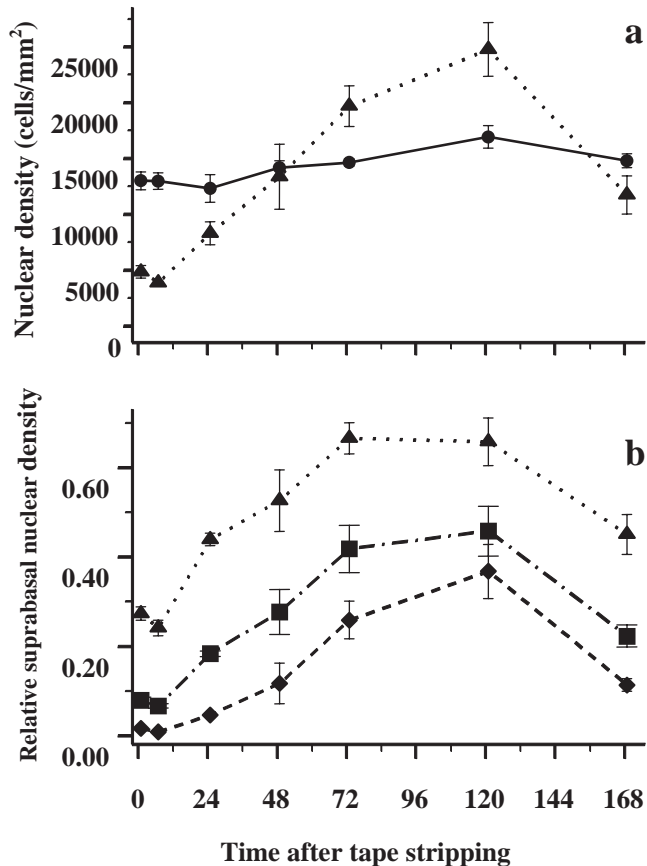 a
Nuclear density (cells/mm²)
25000
20000
15000
10000
5000
0
b
Relative suprabasal nuclear density
0.60
0.40
0.20
0.00
0 24 48 72 96 120 144 168
Time after tape stripping